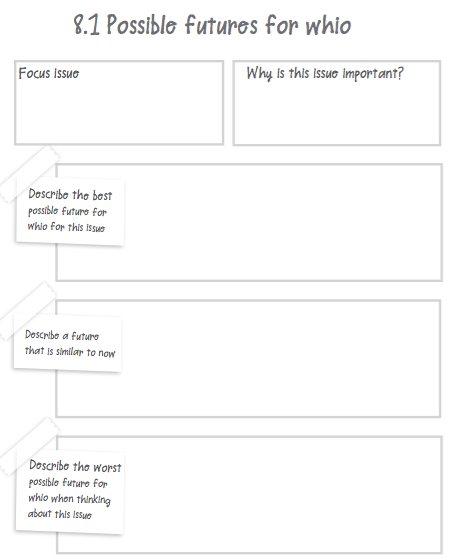 8.1 Possible futures for whio
Focus issue
Why is this issue important?
Describe the best
possible future for
whio for this issue
Describe a future
that is similar to now
Describe the worst
possible future for
whio when thinking
about this issue